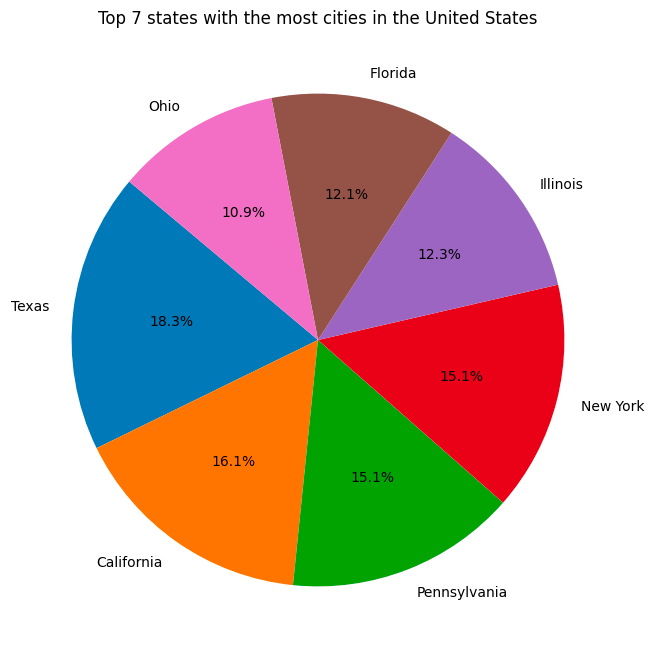 Top 7 states with the most cities in the United States
Florida
Ohio
Illinois
12.1%
10.9%
12.3%
Texas
18.3%
15.1%
New York
16.1%
15.1%
California
Pennsylvania